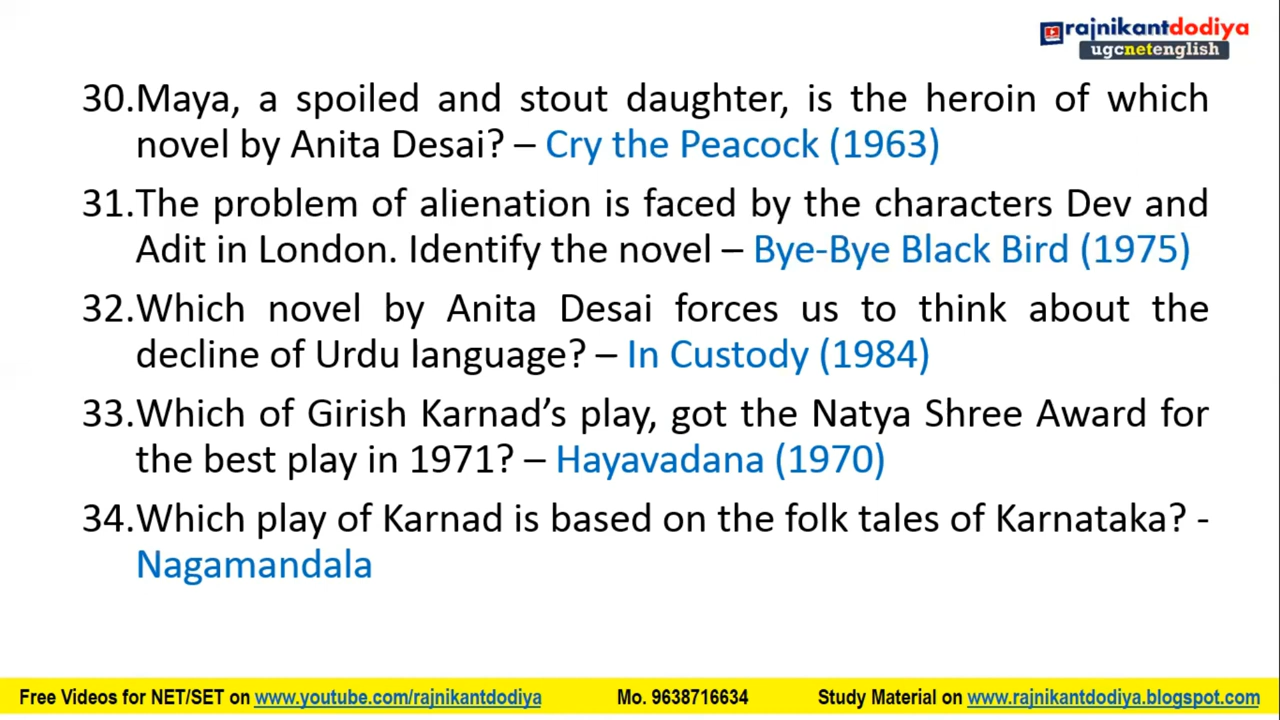 rajnikantdodiya
ugcnetenglish
30.Maya, a spoiled and stout daughter, is the heroin of which
novel by Anita Desai? – Cry the Peacock (1963)
31.The problem of alienation is faced by the characters Dev and
Adit in London. Identify the novel – Bye-Bye Black Bird (1975)
32.Which novel by Anita Desai forces us to think about the
decline of Urdu language? – In Custody (1984)
33.Which of Girish Karnad’s play, got the Natya Shree Award for
the best play in 1971? – Hayavadana (1970)
34.Which play of Karnad is based on the folk tales of Karnataka? -
Nagamandala
Free Videos for NET/SET on www.youtube.com/rajnikantdodiya Mo. 9638716634 Study Material on www.rajnikantdodiya.blogspot.com